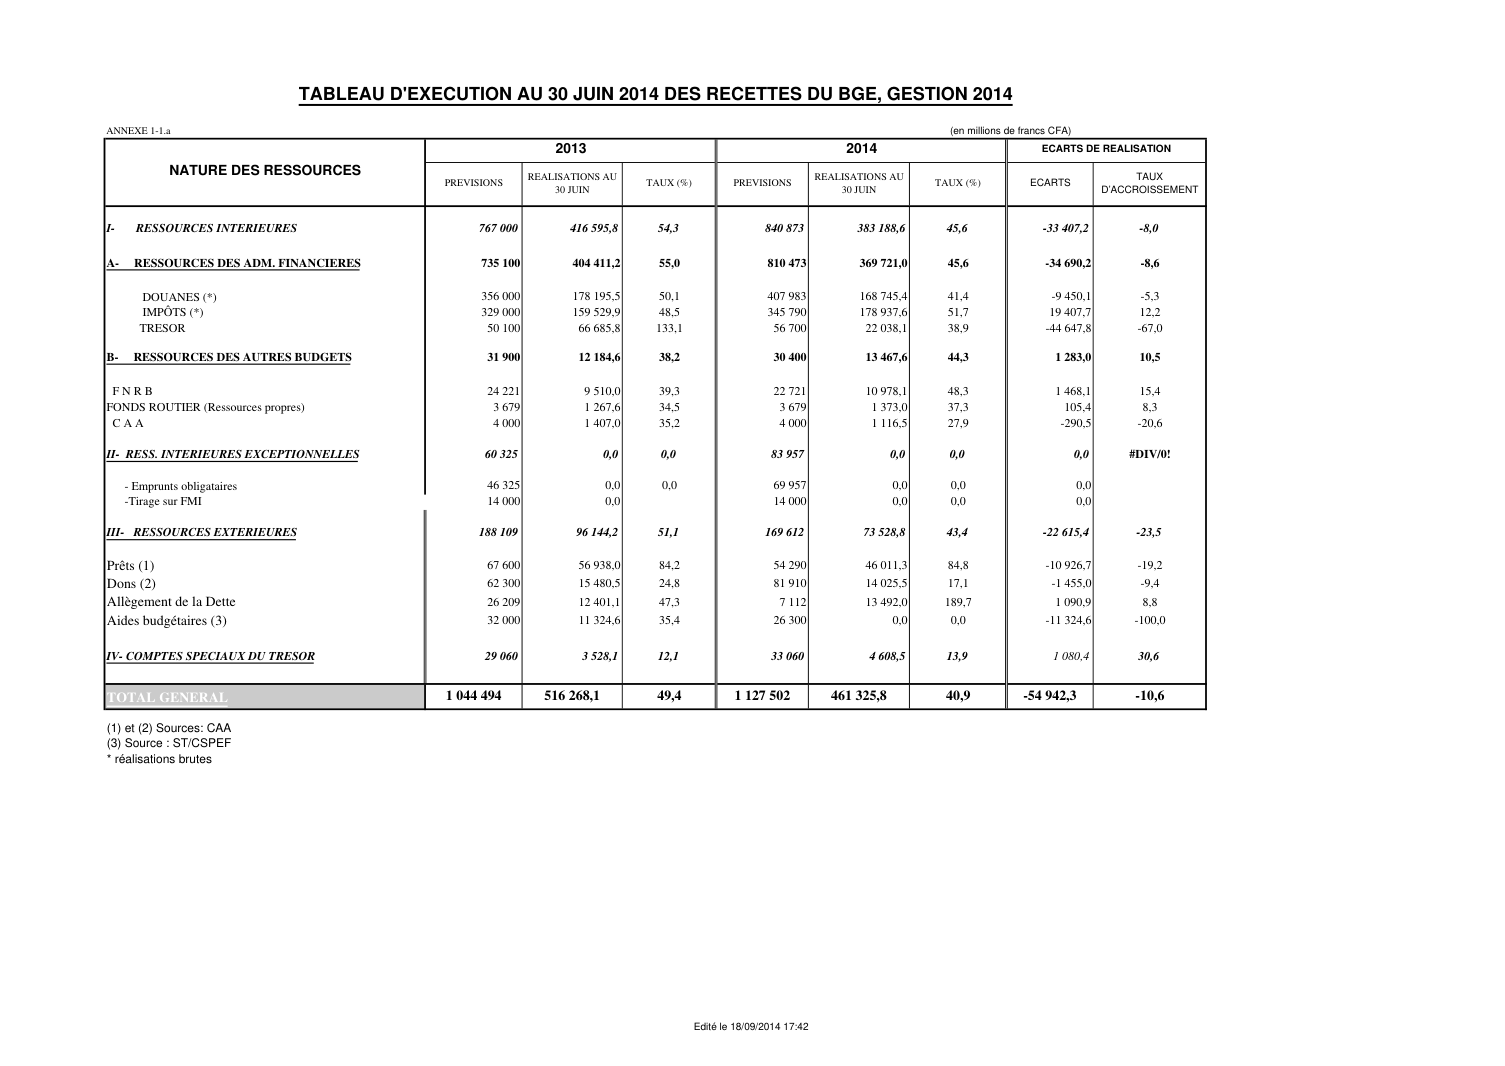 TABLEAU D'EXECUTION AU 30 JUIN 2014 DES RECETTES DU BGE, GESTION 2014
ANNEXE 1-1.a (en millions de francs CFA)
NATURE DES RESSOURCES 2013 2014 ECARTS DE REALISATION
PREVISIONS REALISATIONS AU 30 JUIN TAUX (%) PREVISIONS REALISATIONS AU 30 JUIN TAUX (%) ECARTS TAUX D'ACCROISSEMENT
I- RESSOURCES INTERIEURES 767 000 416 595,8 54,3 840 873 383 188,6 45,6 -33 407,2 -8,0
A- RESSOURCES DES ADM. FINANCIERES 735 100 404 411,2 55,0 810 473 369 721,0 45,6 -34 690,2 -8,6
DOUANES (*) 356 000 178 195,5 50,1 407 983 168 745,4 41,4 -9 450,1 -5,3
IMPÔTS (*) 329 000 159 529,9 48,5 345 790 178 937,6 51,7 19 407,7 12,2
TRESOR 50 100 66 685,8 133,1 56 700 22 038,1 38,9 -44 647,8 -67,0
B- RESSOURCES DES AUTRES BUDGETS 31 900 12 184,6 38,2 30 400 13 467,6 44,3 1 283,0 10,5
F N R B 24 221 9 510,0 39,3 22 721 10 978,1 48,3 1 468,1 15,4
FONDS ROUTIER (Ressources propres) 3 679 1 267,6 34,5 3 679 1 373,0 37,3 105,4 8,3
C A A 4 000 1 407,0 35,2 4 000 1 116,5 27,9 -290,5 -20,6
II- RESS. INTERIEURES EXCEPTIONNELLES 60 325 0,0 0,0 83 957 0,0 0,0 0,0 #DIV/0!
- Emprunts obligataires 46 325 0,0 0,0 69 957 0,0 0,0 0,0
-Tirage sur FMI 14 000 0,0 14 000 0,0 0,0 0,0
III- RESSOURCES EXTERIEURES 188 109 96 144,2 51,1 169 612 73 528,8 43,4 -22 615,4 -23,5
Prêts (1) 67 600 56 938,0 84,2 54 290 46 011,3 84,8 -10 926,7 -19,2
Dons (2) 62 300 15 480,5 24,8 81 910 14 025,5 17,1 -1 455,0 -9,4
Allègement de la Dette 26 209 12 401,1 47,3 7 112 13 492,0 189,7 1 090,9 8,8
Aides budgétaires (3) 32 000 11 324,6 35,4 26 300 0,0 0,0 -11 324,6 -100,0
IV- COMPTES SPECIAUX DU TRESOR 29 060 3 528,1 12,1 33 060 4 608,5 13,9 1 080,4 30,6
TOTAL GENERAL 1 044 494 516 268,1 49,4 1 127 502 461 325,8 40,9 -54 942,3 -10,6
(1) et (2) Sources: CAA
(3) Source : ST/CSPEF
* réalisations brutes
Edité le 18/09/2014 17:42